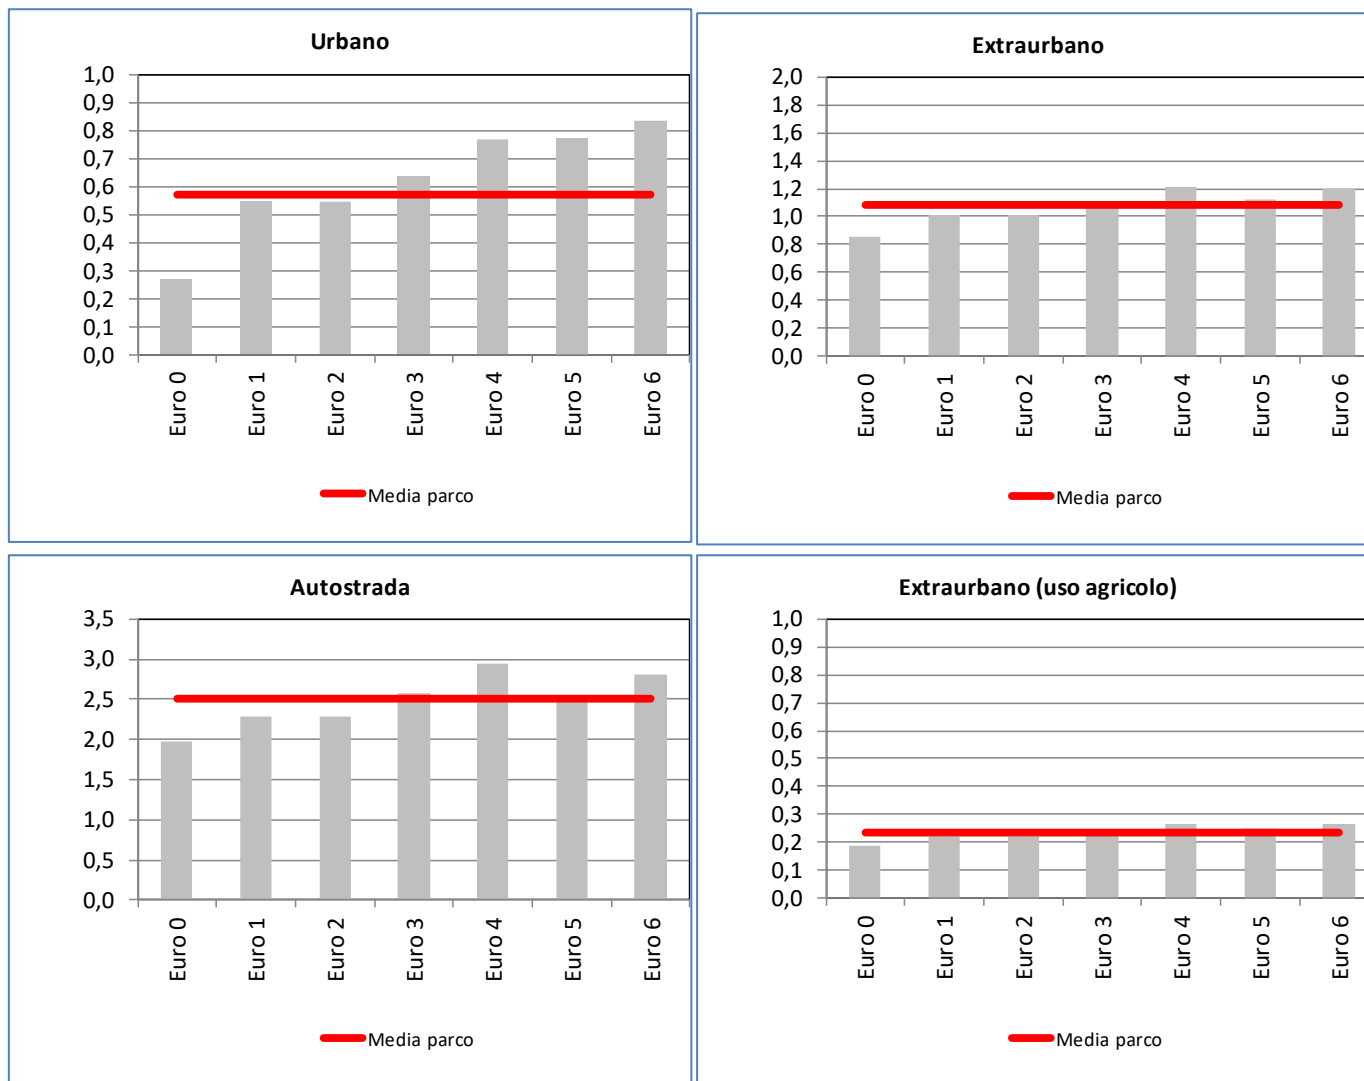 Urbano
1,0
0,9
0,8
0,7
0,6
0,5
0,4
0,3
0,2
0,1
0,0
Euro 0
Euro 1
Euro 2
Euro 3
Euro 4
Euro 5
Euro 6
Media parco
Extraurbano
2,0
1,8
1,6
1,4
1,2
1,0
0,8
0,6
0,4
0,2
0,0
Euro 0
Euro 1
Euro 2
Euro 3
Euro 4
Euro 5
Euro 6
Media parco
Autostrada
3,5
3,0
2,5
2,0
1,5
1,0
0,5
0,0
Euro 0
Euro 1
Euro 2
Euro 3
Euro 4
Euro 5
Euro 6
Media parco
Extraurbano (uso agricolo)
1,0
0,9
0,8
0,7
0,6
0,5
0,4
0,3
0,2
0,1
0,0
Euro 0
Euro 1
Euro 2
Euro 3
Euro 4
Euro 5
Euro 6
Media parco